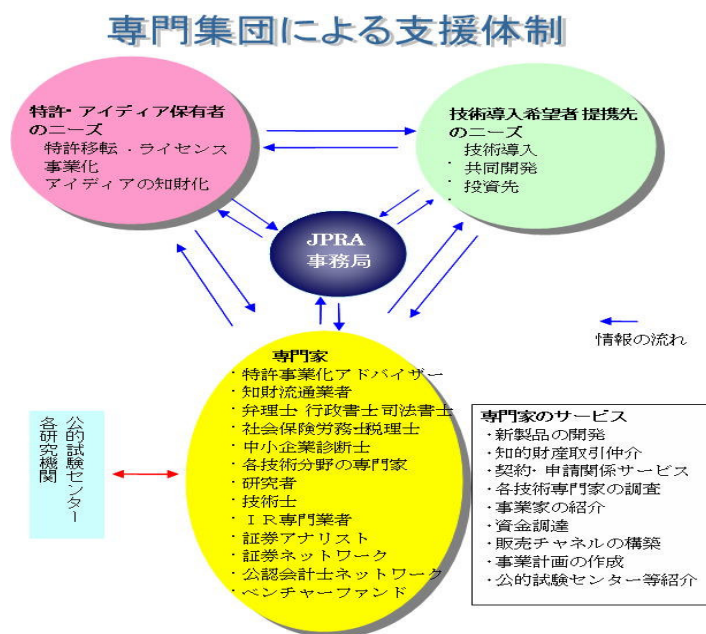 専門集団による支援体制
特許・アイディア保有者
のニーズ
特許移転・ライセンス
事業化
アイディアの知財化
技術導入希望者 提携先
のニーズ
・技術導入
・共同開発
・投資先
・
JPRA
事務局
情報の流れ
専門家
・特許事業化アドバイザー
・知財流通業者
・弁理士・行政書士司法書士
・社会保険労務士税理士
・中小企業診断士
・各技術分野の専門家
・研究者
・技術士
・ＩＲ専門業者
・証券アナリスト
・証券ネットワーク
・公認会計士ネットワーク
・ベンチャーファンド
公的試験センター
各研究機関
専門家のサービス
・新製品の開発
・知的財産取引仲介
・契約・申請関係サービス
・各技術専門家の調査
・事業家の紹介
・資金調達
・販売チャネルの構築
・事業計画の作成
・公的試験センター等紹介